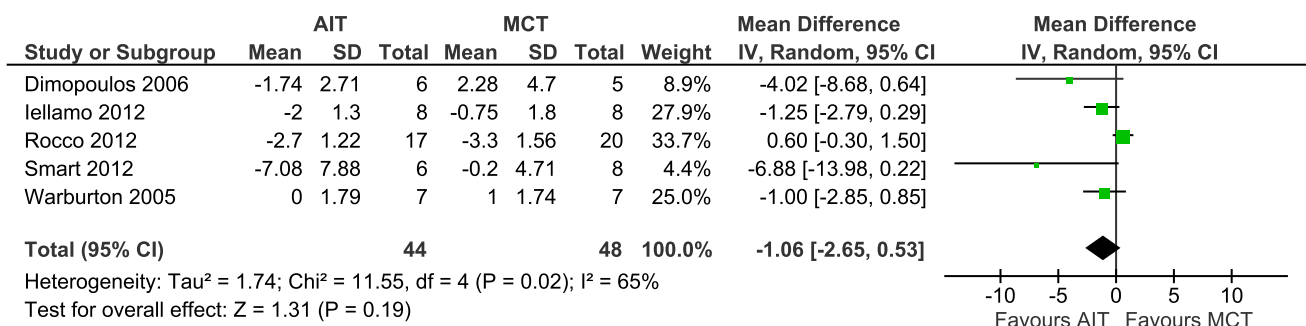 AIT MCT Mean Difference Mean Difference
Study or Subgroup Mean SD Total Mean SD Total Weight IV, Random, 95% CI IV, Random, 95% CI
Dimopoulos 2006 -1.74 2.71 6 2.28 4.7 5 8.9% -4.02 [-8.68, 0.64]
Iellamo 2012 -2 1.3 8 -0.75 1.8 8 27.9% -1.25 [-2.79, 0.29]
Rocco 2012 -2.7 1.22 17 -3.3 1.56 20 33.7% 0.60 [-0.30, 1.50]
Smart 2012 -7.08 7.88 6 -0.2 4.71 8 4.4% -6.88 [-13.98, 0.22]
Warburton 2005 0 1.79 7 1 1.74 7 25.0% -1.00 [-2.85, 0.85]
Total (95% CI) 44 48 100.0% -1.06 [-2.65, 0.53]
Heterogeneity: Tau² = 1.74; Chi² = 11.55, df = 4 (P = 0.02); I² = 65%
Test for overall effect: Z = 1.31 (P = 0.19)
-10 -5 0 5 10
Favours AIT Favours MCT